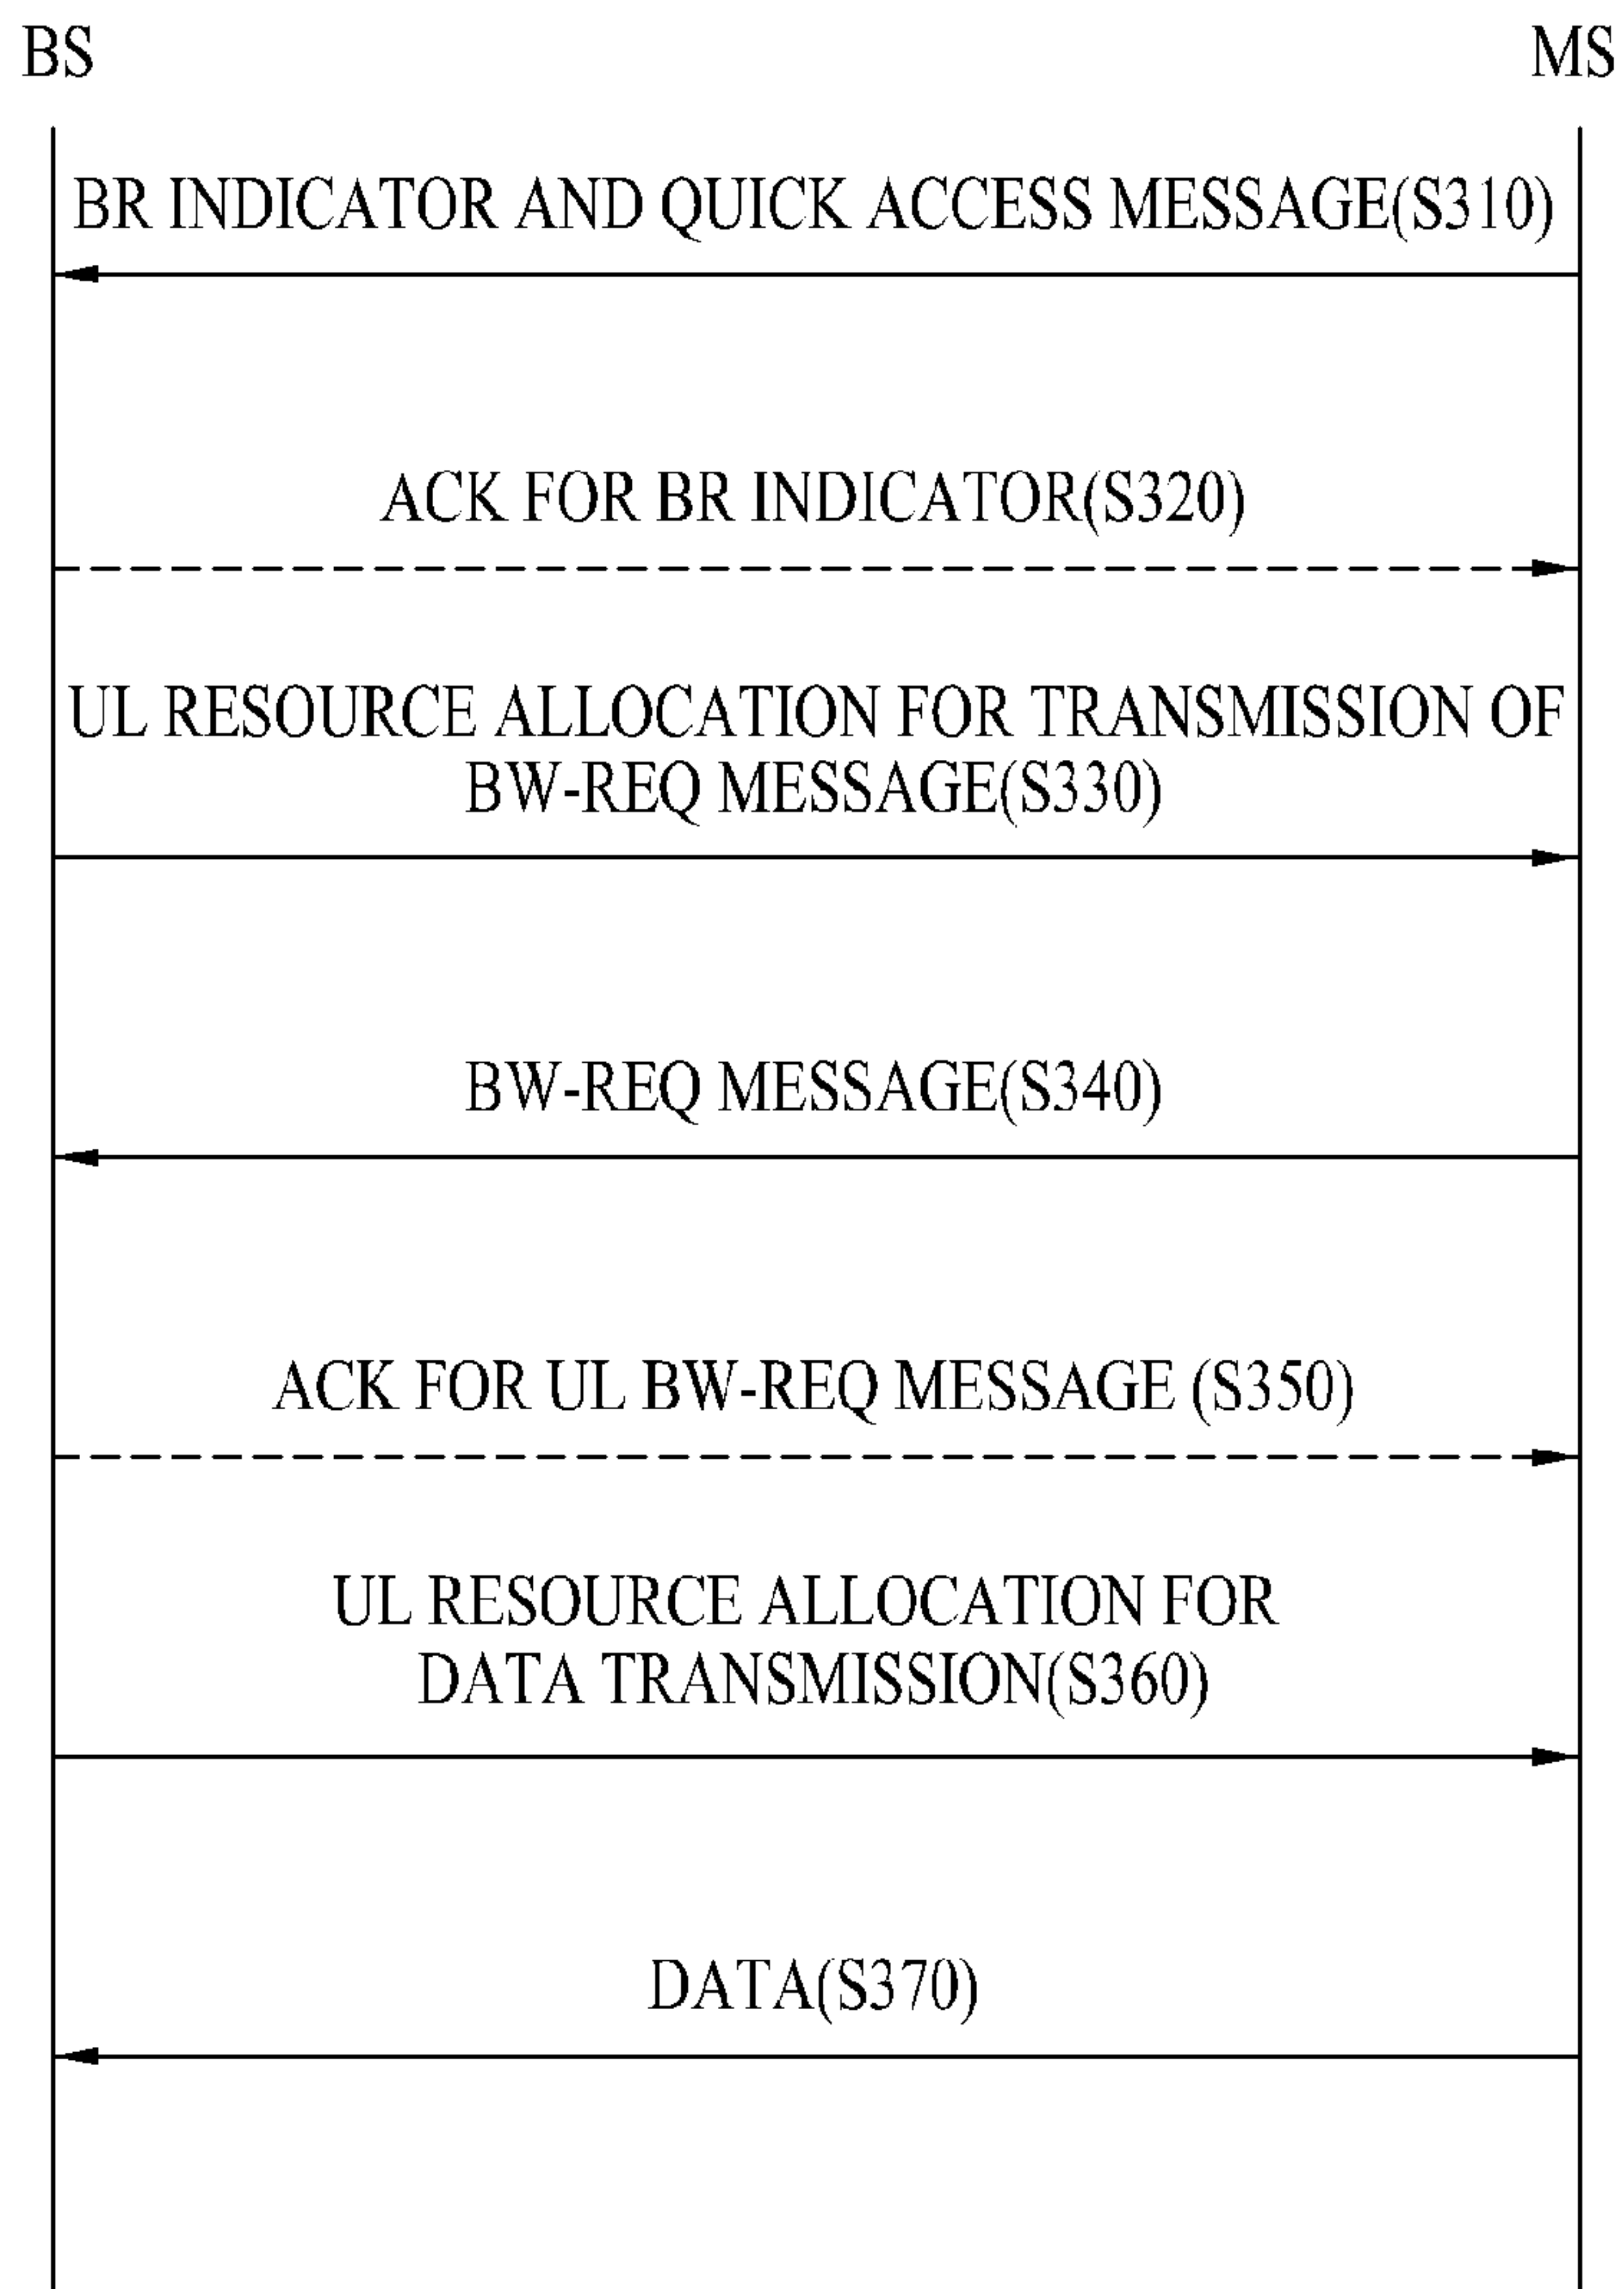 BS
MS
BR INDICATOR AND QUICK ACCESS MESSAGE(S310)
ACK FOR BR INDICATOR(S320)
UL RESOURCE ALLOCATION FOR TRANSMISSION OF
BW-REQ MESSAGE(S330)
BW-REQ MESSAGE(S340)
ACK FOR UL BW-REQ MESSAGE (S350)
UL RESOURCE ALLOCATION FOR
DATA TRANSMISSION(S360)
DATA(S370)